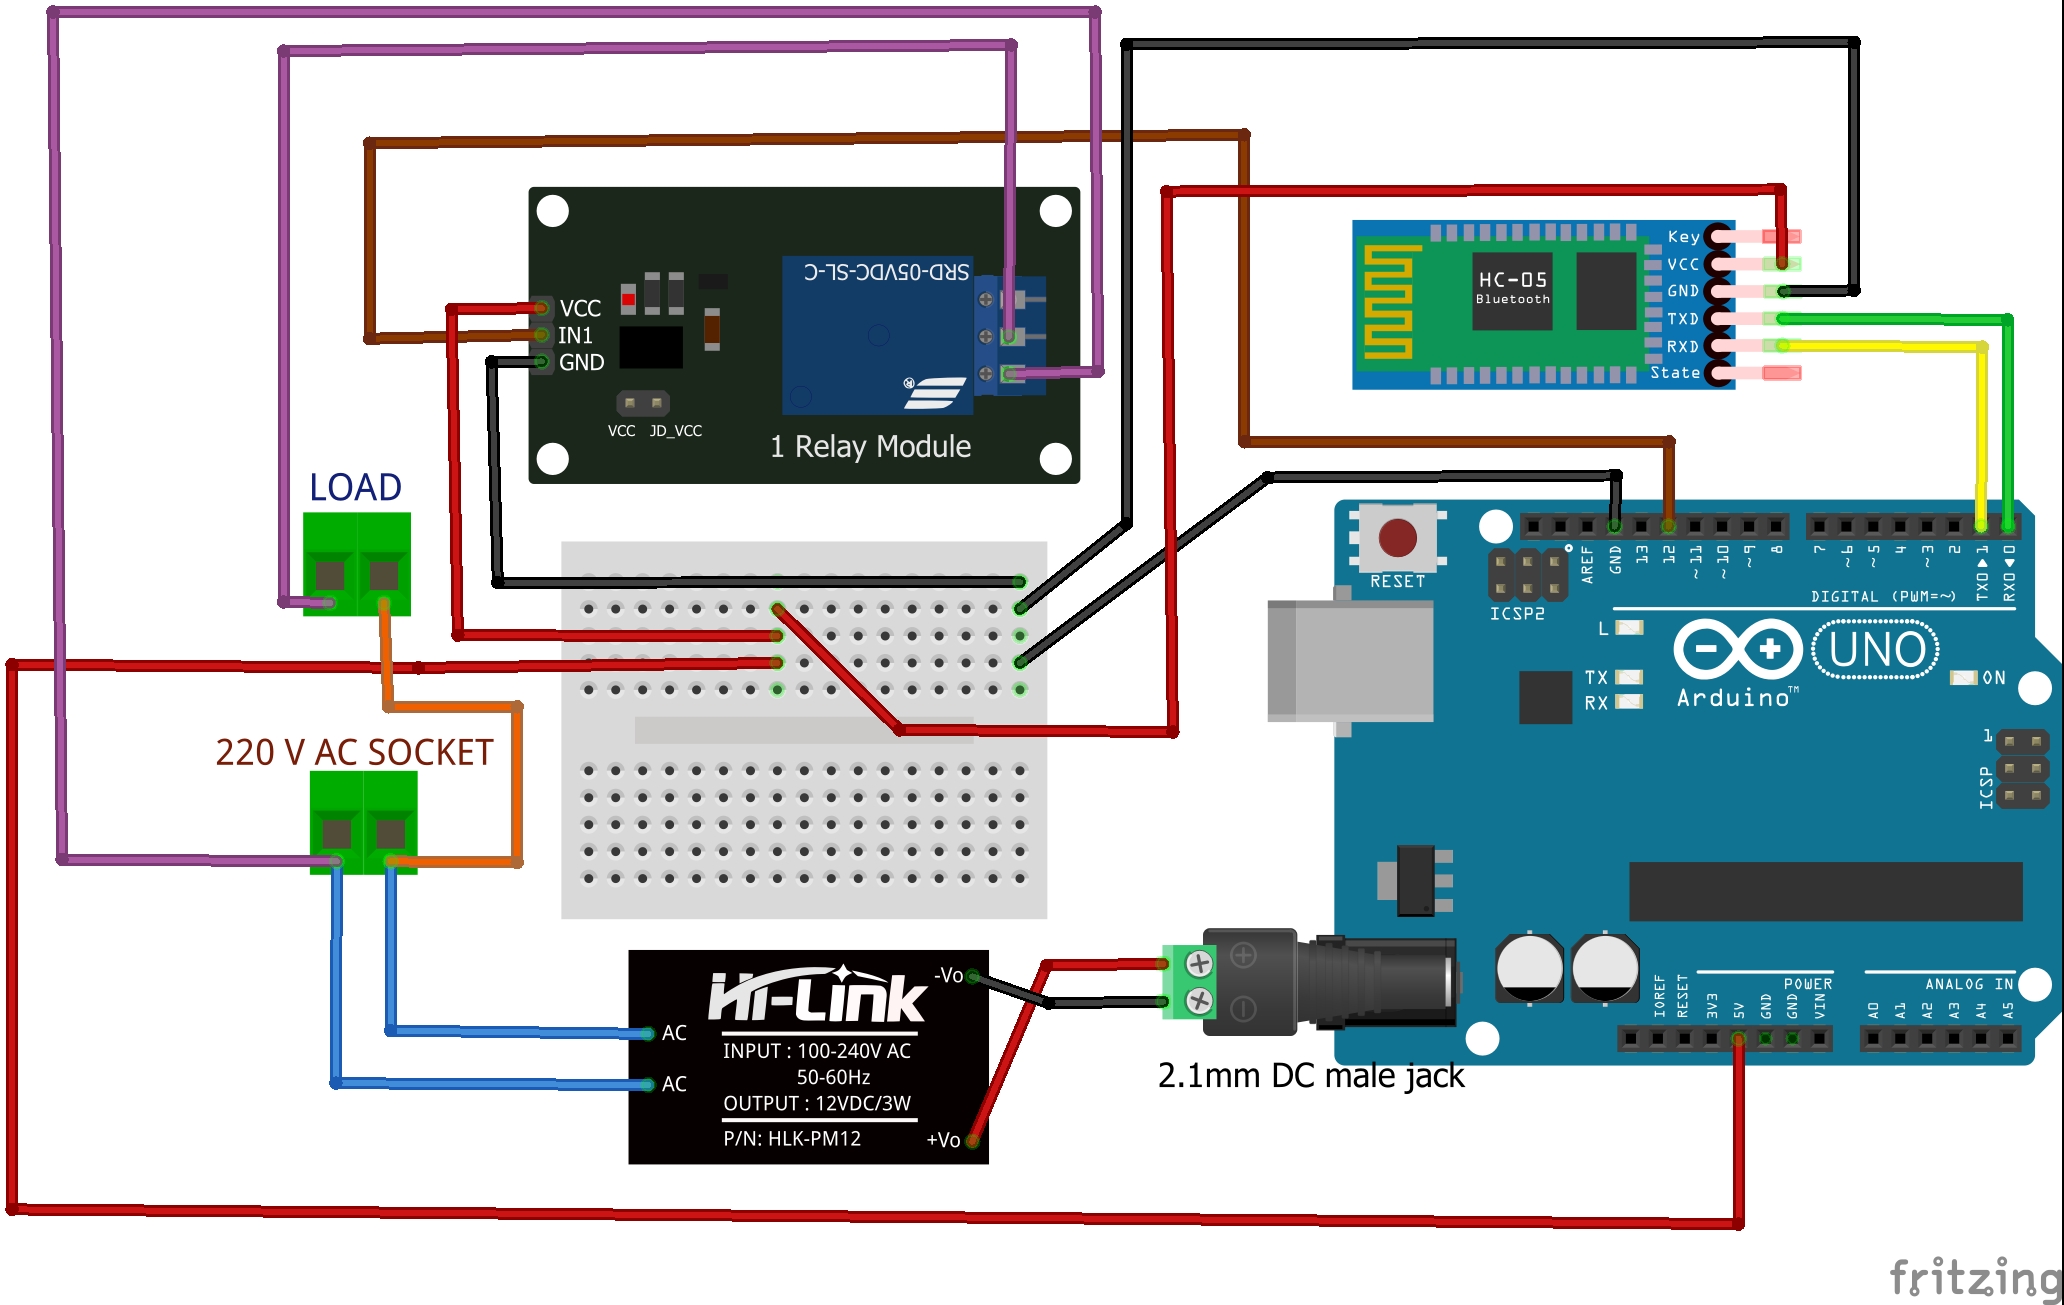 SRD-05VDC-SL-C
VCC
IN1
GND
®
VCC JD_VCC
1 Relay Module
Key
VCC
GND
TXD
RXD
State
HC-05
Bluetooth
LOAD
220 V AC SOCKET
RESET
ICSP2
AREF
GND
13
12
~11
~10
~9
8
7
~6
~5
4
~3
2
TX0 ▶ 1
RX0 ◀ 0
DIGITAL (PWM=~)
L
TX
RX
UNO
Arduino™
ON
1
ICSP
Hi-Link
-Vo
AC
AC
INPUT : 100-240V AC
50-60Hz
OUTPUT : 12VDC/3W
P/N: HLK-PM12
+Vo
2.1mm DC male jack
POWER
ANALOG IN
IOREF
RESET
3V3
5V
GND
GND
VIN
A0
A1
A2
A3
A4
A5
fritzing